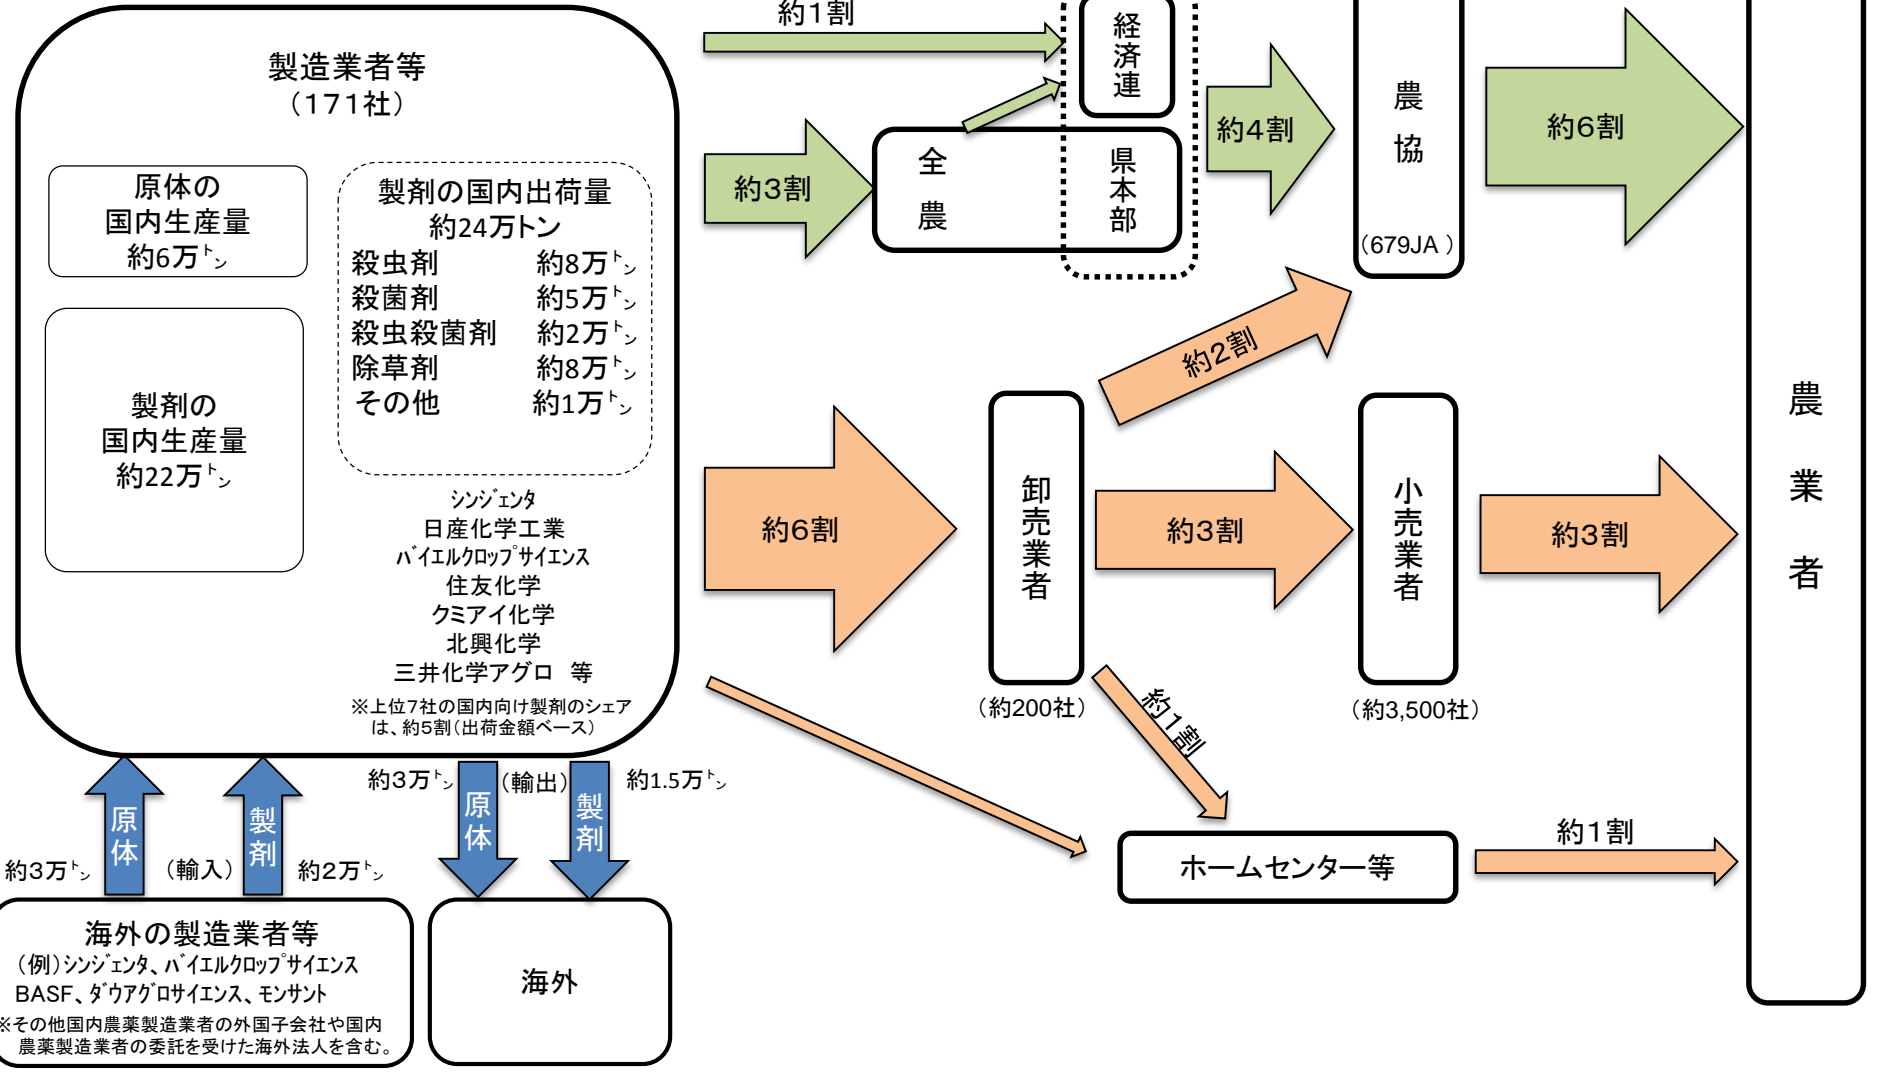 製造業者等
（171社）
原体の
国内生産量
約6万㌧
製剤の
国内生産量
約22万㌧
製剤の国内出荷量
約24万トン
殺虫剤 約8万㌧
殺菌剤 約5万㌧
殺虫殺菌剤 約2万㌧
除草剤 約8万㌧
その他 約1万㌧
ｼﾝｼﾞｪﾝﾀ
日産化学工業
ﾊﾞｲｴﾙｸﾛｯﾌﾟｻｲｴﾝｽ
住友化学
クミアイ化学
北興化学
三井化学アグロ　等
※上位7社の国内向け製剤のシェア
は、約5割（出荷金額ベース）
約1割
約3割
全農
経済連
県本部
約4割
農協
（679JA）
約6割
約6割
卸売業者
（約200社）
約2割
約3割
約1割
小売業者
（約3,500社）
約3割
ホームセンター等
約1割
農業者
約3万㌧
原体
（輸入）
製剤
約2万㌧
約3万㌧
原体
（輸出）
製剤
約1.5万㌧
海外の製造業者等
（例）ｼﾝｼﾞｪﾝﾀ、ﾊﾞｲｴﾙｸﾛｯﾌﾟｻｲｴﾝｽ
BASF、ﾀﾞｳｱｸﾞﾛｻｲｴﾝｽ、ﾓﾝｻﾝﾄ
※その他国内農薬製造業者の外国子会社や国内
農薬製造業者の委託を受けた海外法人を含む。
海外